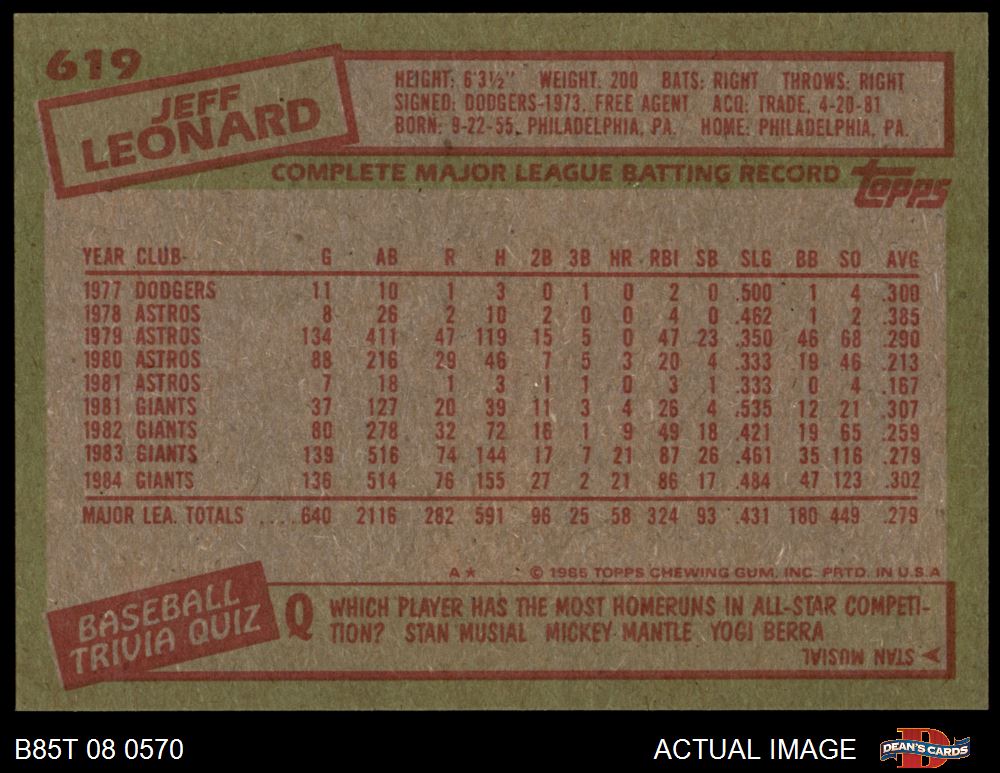 619
JEFF
LEONARD
HEIGHT: 6'3½" WEIGHT: 200 BATS: RIGHT THROWS: RIGHT
SIGNED: DODGERS-1973, FREE AGENT ACQ: TRADE, 4-20-81
BORN: 9-22-55, PHILADELPHIA, PA. HOME: PHILADELPHIA, PA.
COMPLETE MAJOR LEAGUE BATTING RECORD
topps
YEAR CLUB G AB R H 2B 3B HR RBI SB SLG BB SO AVG
1977 DODGERS 11 10 1 3 0 1 0 2 0 .500 1 4 .300
1978 ASTROS 8 26 2 10 2 0 0 4 0 .462 1 2 .385
1979 ASTROS 134 411 47 119 15 5 0 47 23 .350 46 68 .290
1980 ASTROS 88 216 29 46 7 5 3 20 4 .333 19 46 .213
1981 ASTROS 7 18 1 3 1 1 0 3 1 .333 0 4 .167
1981 GIANTS 37 127 20 39 11 3 4 26 4 .535 12 21 .307
1982 GIANTS 80 278 32 72 16 1 9 49 18 .421 19 65 .259
1983 GIANTS 139 516 74 144 17 7 21 87 26 .461 35 116 .279
1984 GIANTS 136 514 76 155 27 2 21 86 17 .484 47 123 .302
MAJOR LEA. TOTALS .... 640 2116 282 591 96 25 58 324 93 .431 180 449 .279
A★ © 1985 TOPPS CHEWING GUM, INC. PRTD. IN U.S.A
BASEBALL
TRIVIA QUIZ
Q WHICH PLAYER HAS THE MOST HOMERUNS IN ALL-STAR COMPETI-
TION? STAN MUSIAL MICKEY MANTLE YOGI BERRA
STAN MUSIAL
B85T 08 0570 ACTUAL IMAGE
D
DEAN'S CARDS